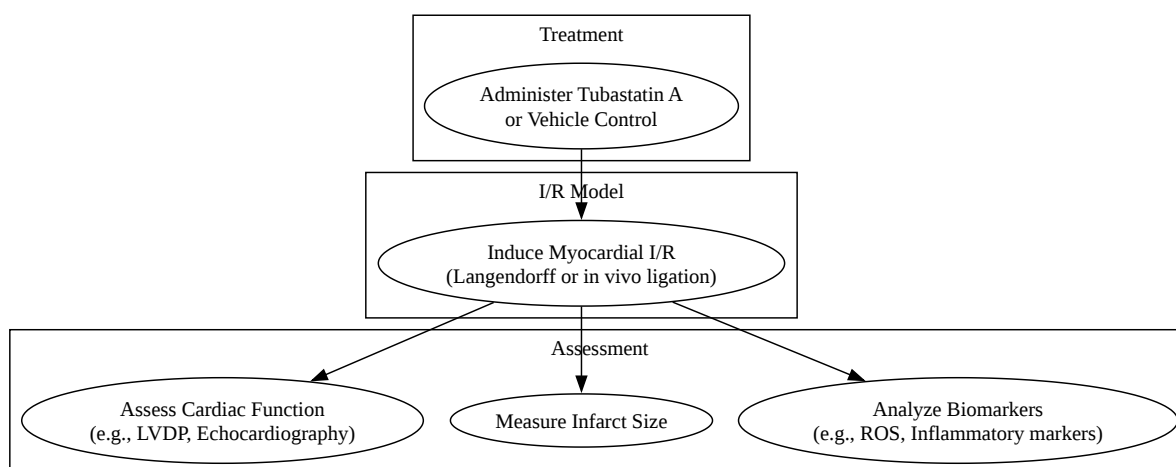 Treatment
Administer Tubastatin A
or Vehicle Control
I/R Model
Induce Myocardial I/R
(Langendorff or in vivo ligation)
Assessment
Assess Cardiac Function
(e.g., LVDP, Echocardiography)
Measure Infarct Size
Analyze Biomarkers
(e.g., ROS, Inflammatory markers)